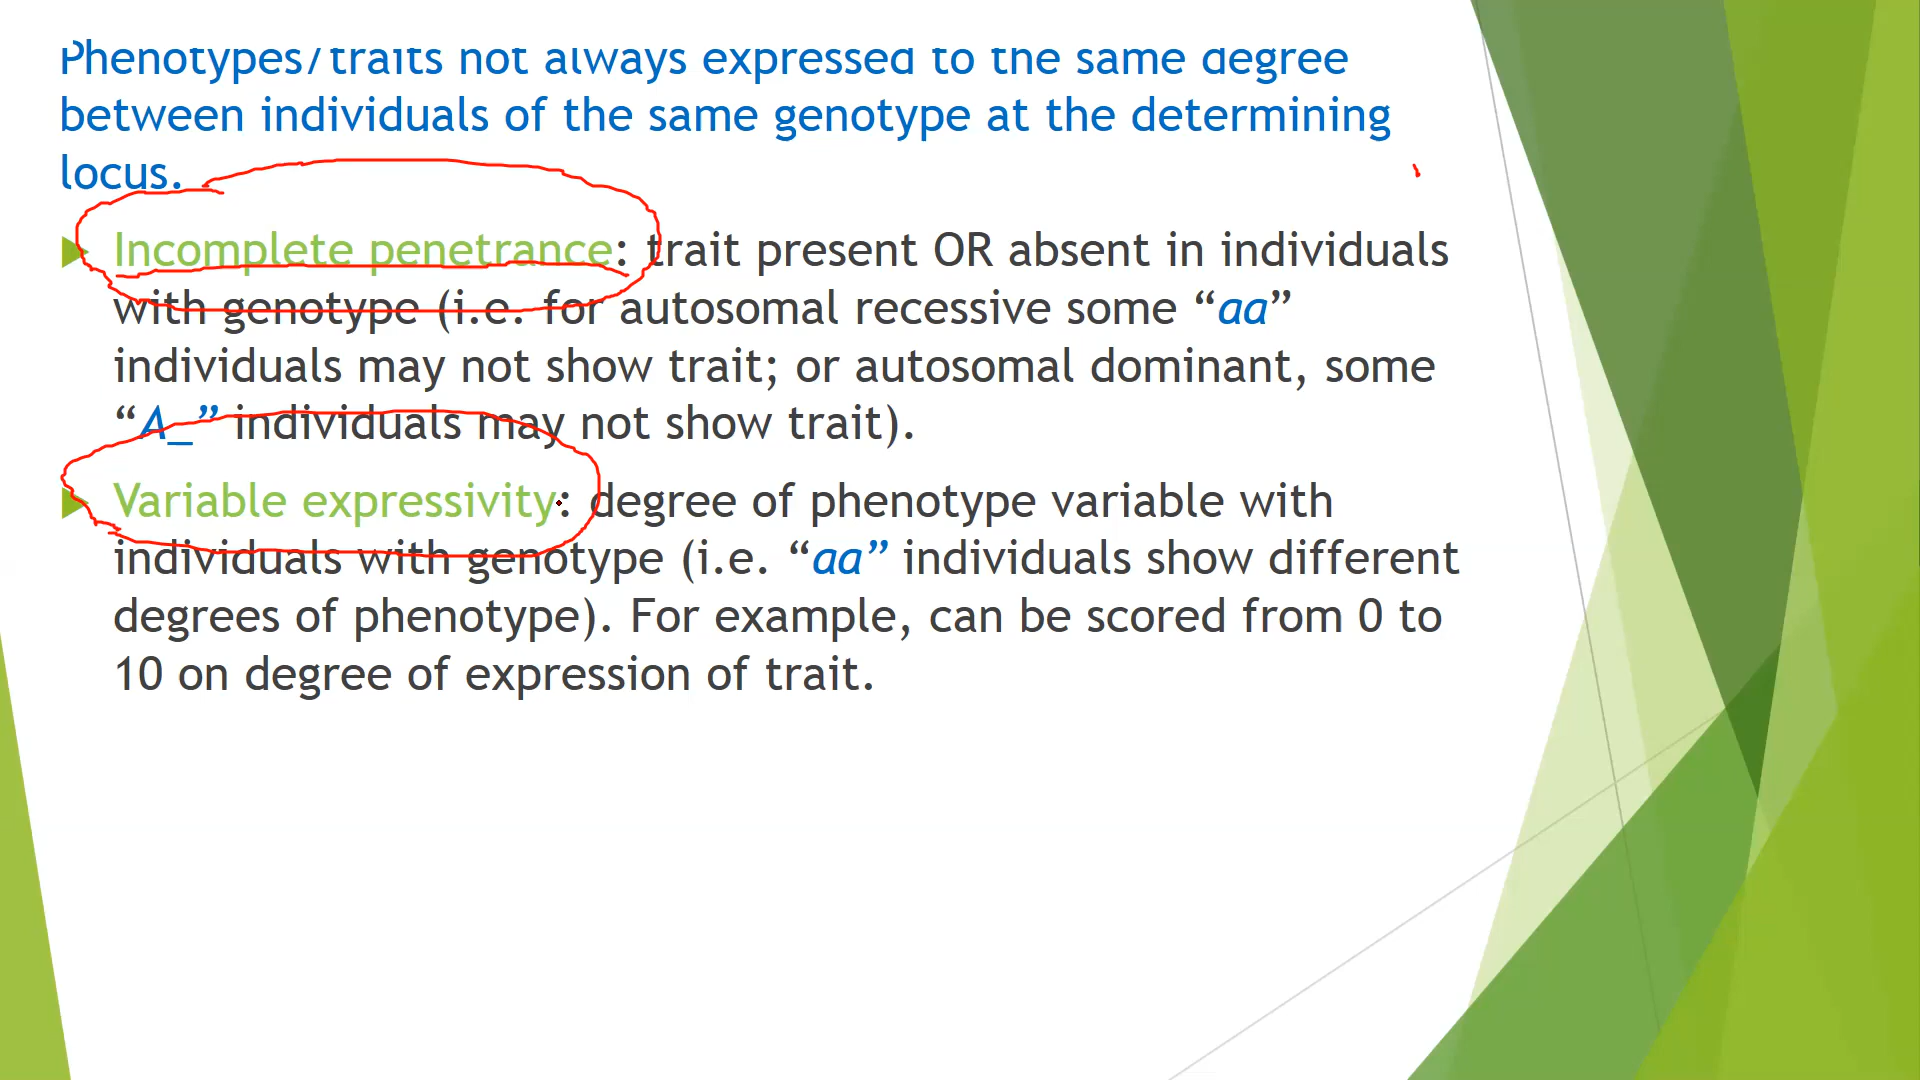 Phenotypes/traits not always expressed to the same degree
between individuals of the same genotype at the determining
locus.
Incomplete penetrance: trait present OR absent in individuals
with genotype (i.e. for autosomal recessive some “aa”
individuals may not show trait; or autosomal dominant, some
“A_” individuals may not show trait).
Variable expressivity: degree of phenotype variable with
individuals with genotype (i.e. “aa” individuals show different
degrees of phenotype). For example, can be scored from 0 to
10 on degree of expression of trait.